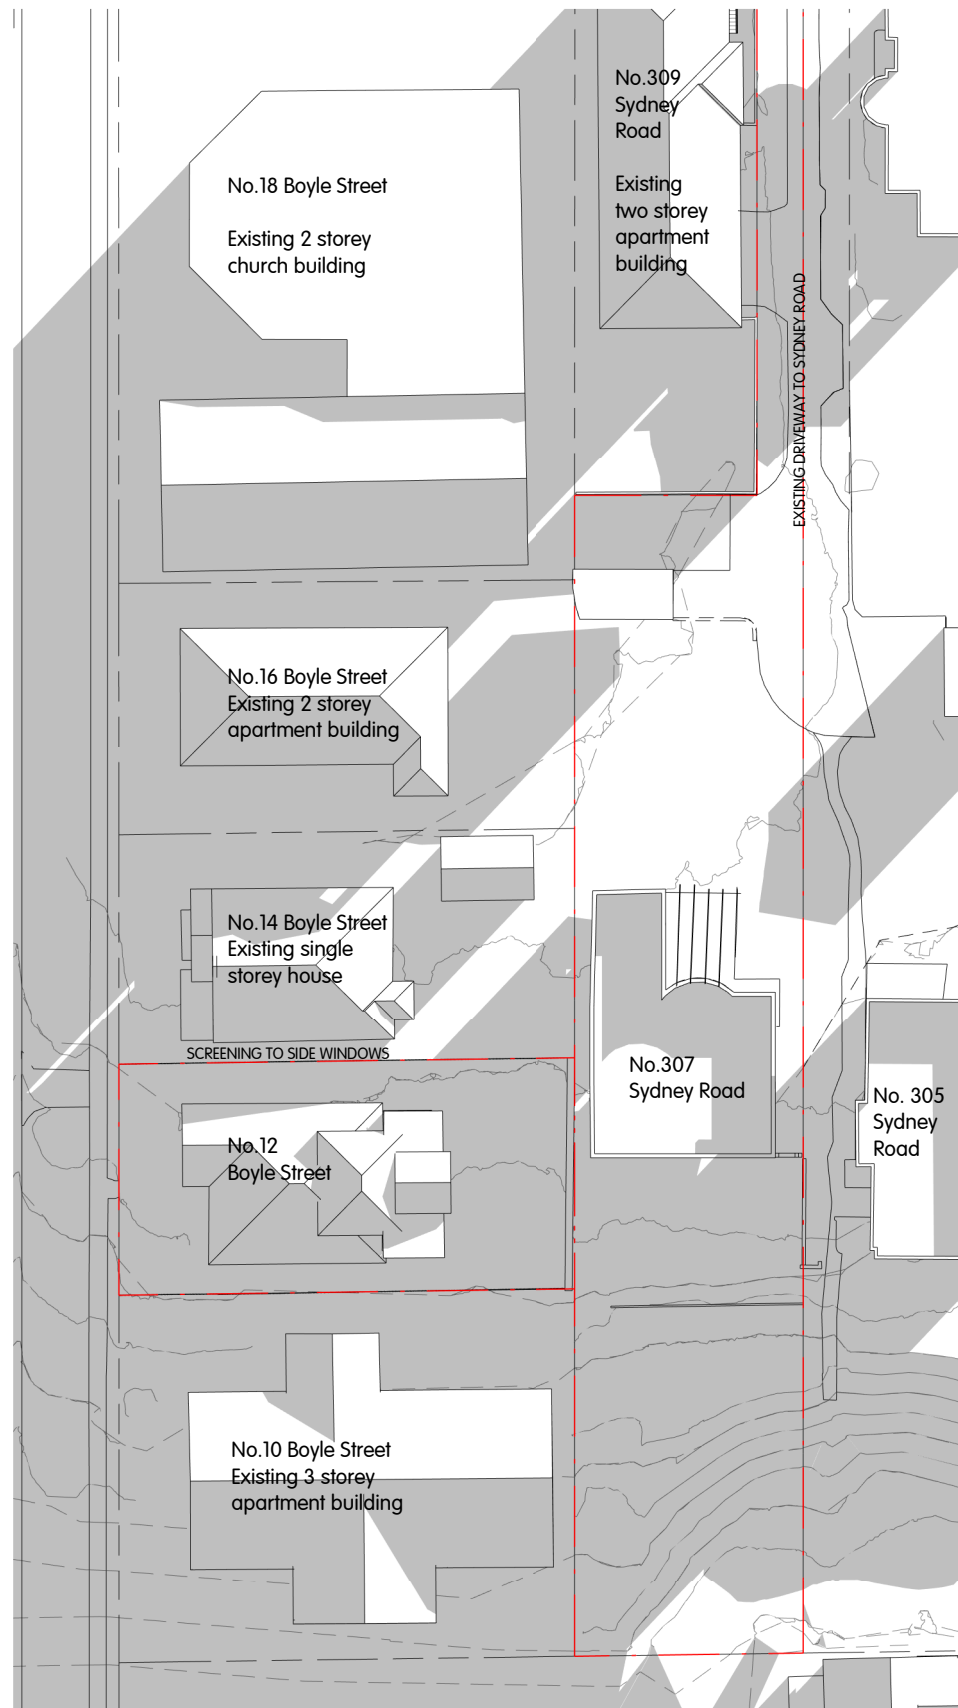 No.309
Sydney
Road
Existing
two storey
apartment
building
No.18 Boyle Street
Existing 2 storey
church building
EXISTING DRIVEWAY TO SYDNEY ROAD
No.16 Boyle Street
Existing 2 storey
apartment building
No.14 Boyle Street
Existing single
storey house
SCREENING TO SIDE WINDOWS
No.307
Sydney Road
No. 305
Sydney
Road
No.12
Boyle Street
No.10 Boyle Street
Existing 3 storey
apartment building